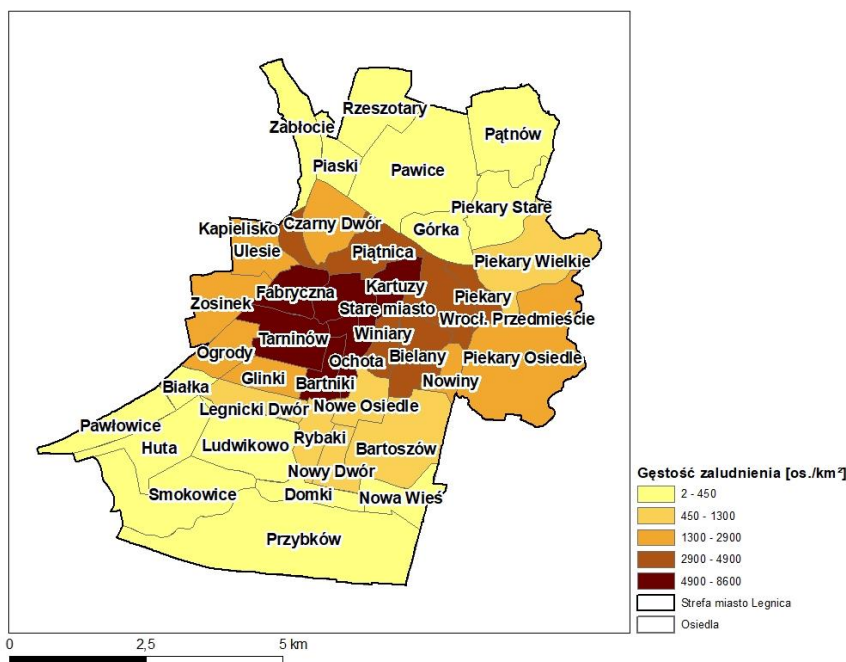 Rzeszotary
Zabłocie
Pątnów
Piaski
Pawice
Piekary Stare
Kapielisko
Czarny Dwór
Górka
Ulesie
Piątnica
Piekary Wielkie
Fabryczna
Kartuzy
Piekary
Zosinek
Stare miasto
Wrocł. Przedmieście
Tarninów
Winiary
Ogrody
Ochota
Bielany
Piekary Osiedle
Białka
Glinki
Bartniki
Nowiny
Legnicki Dwór
Nowe Osiedle
Pawłowice
Huta
Ludwikowo
Rybaki
Bartoszów
Nowy Dwór
Smokowice
Domki
Nowa Wieś
Przybków
Gęstość zaludnienia [os./km²]
2 - 450
450 - 1300
1300 - 2900
2900 - 4900
4900 - 8600
Strefa miasto Legnica
Osiedla
0 2,5 5 km